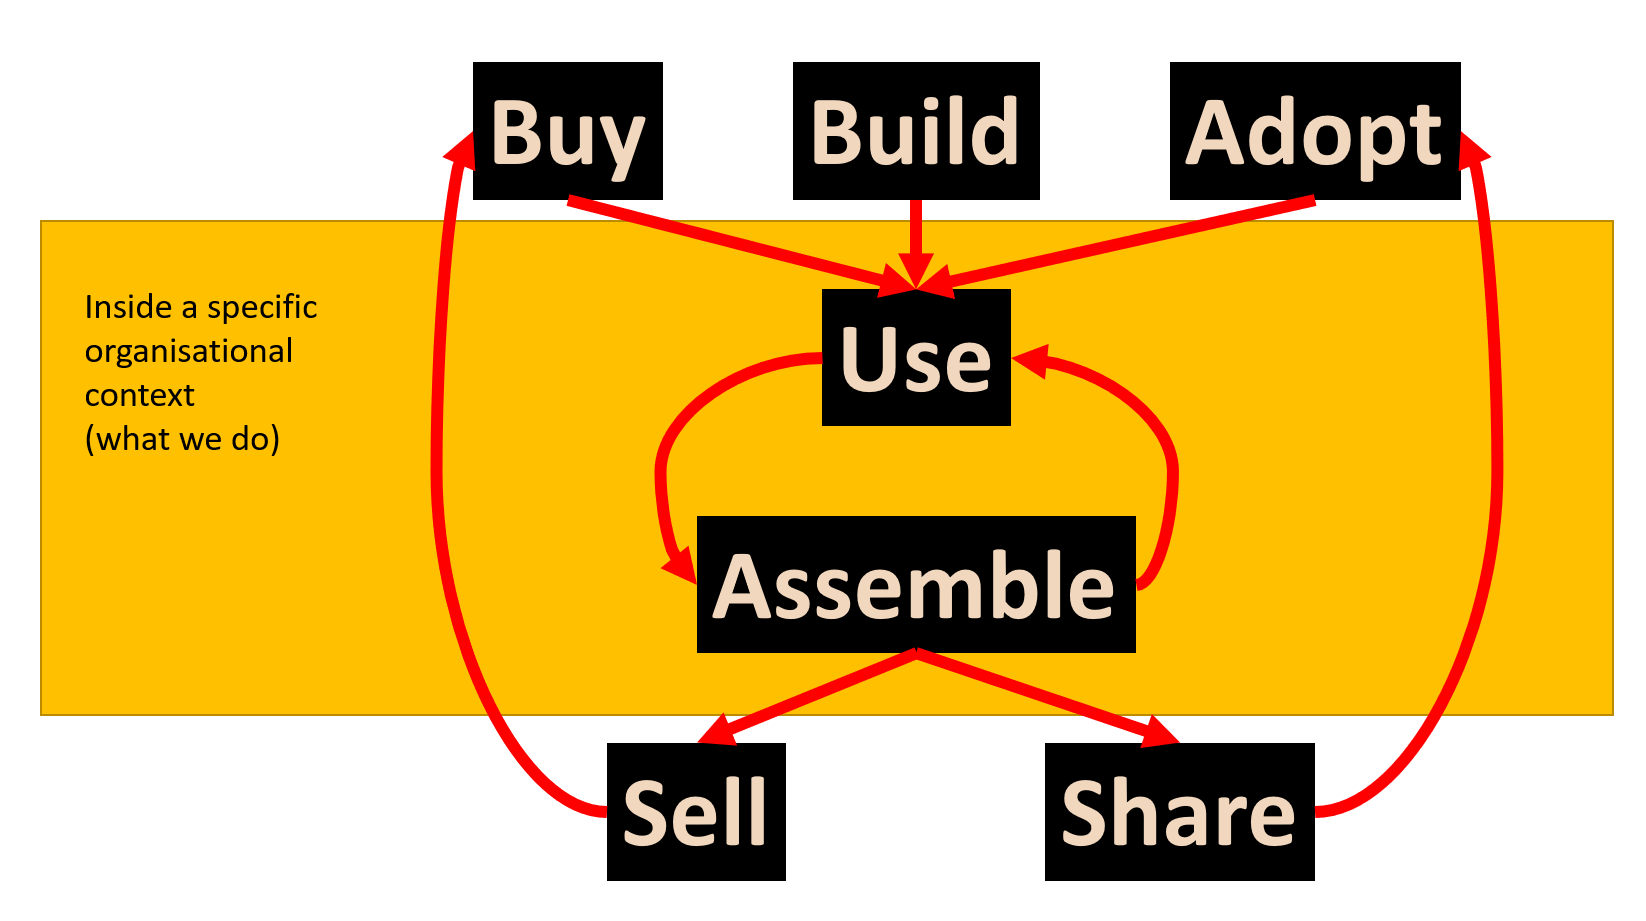 Buy
Build
Adopt
Inside a specific
organisational
context
(what we do)
Use
Assemble
Sell
Share